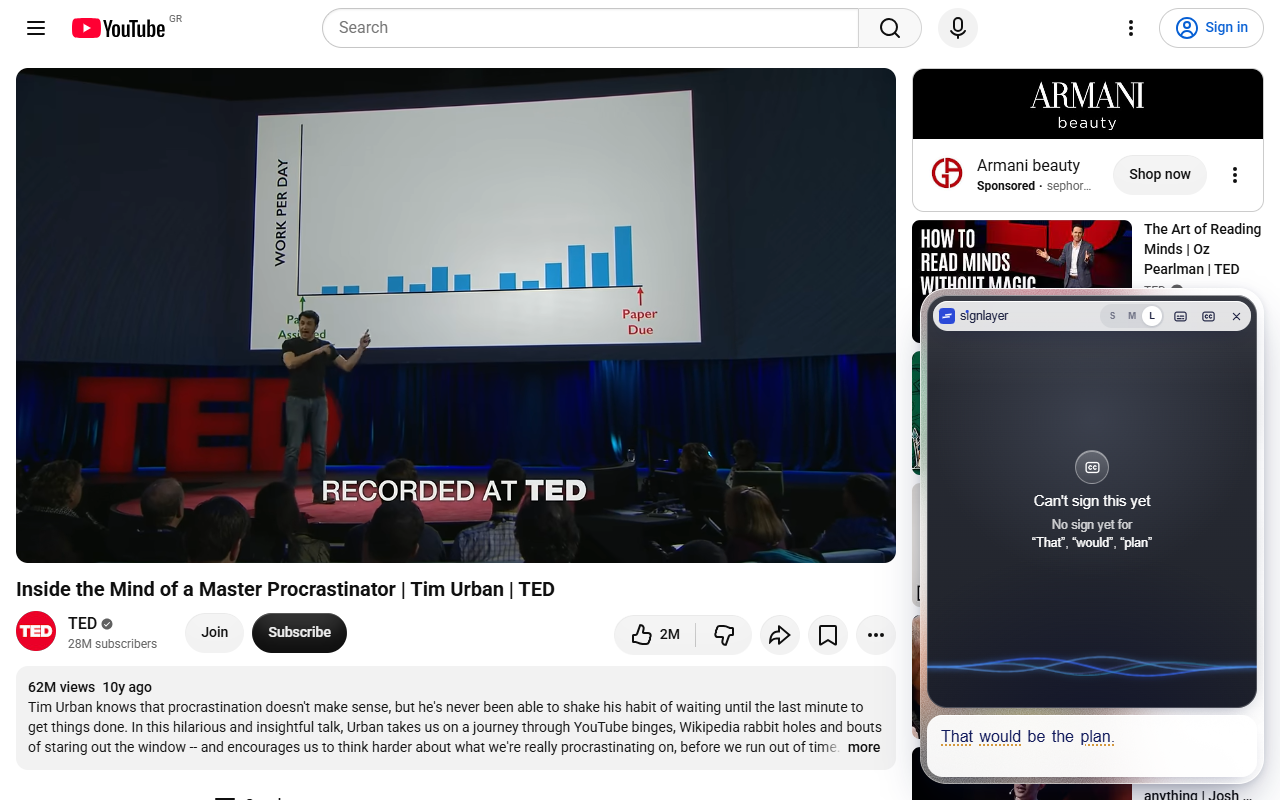 YouTube GR
Search
Sign in
WORK PER DAY
Paper
Due
TED
RECORDED AT TED
Inside the Mind of a Master Procrastinator | Tim Urban | TED
TED
TED
28M subscribers
Join
Subscribe
2M
62M views 10y ago
Tim Urban knows that procrastination doesn't make sense, but he's never been able to shake his habit of waiting until the last minute to
get things done. In this hilarious and insightful talk, Urban takes us on a journey through YouTube binges, Wikipedia rabbit holes and bouts
of staring out the window -- and encourages us to think harder about what we're really procrastinating on, before we run out of time. more
ARMANI
beauty
Armani beauty
Sponsored · sephor...
Shop now
HOW TO
READ MINDS
WITHOUT MAGIC
The Art of Reading
Minds | Oz
Pearlman | TED
signlayer
S M L
CC
CC
Can't sign this yet
No sign yet for
“That”, “would”, “plan”
That would be the plan.
anything | Josh ...